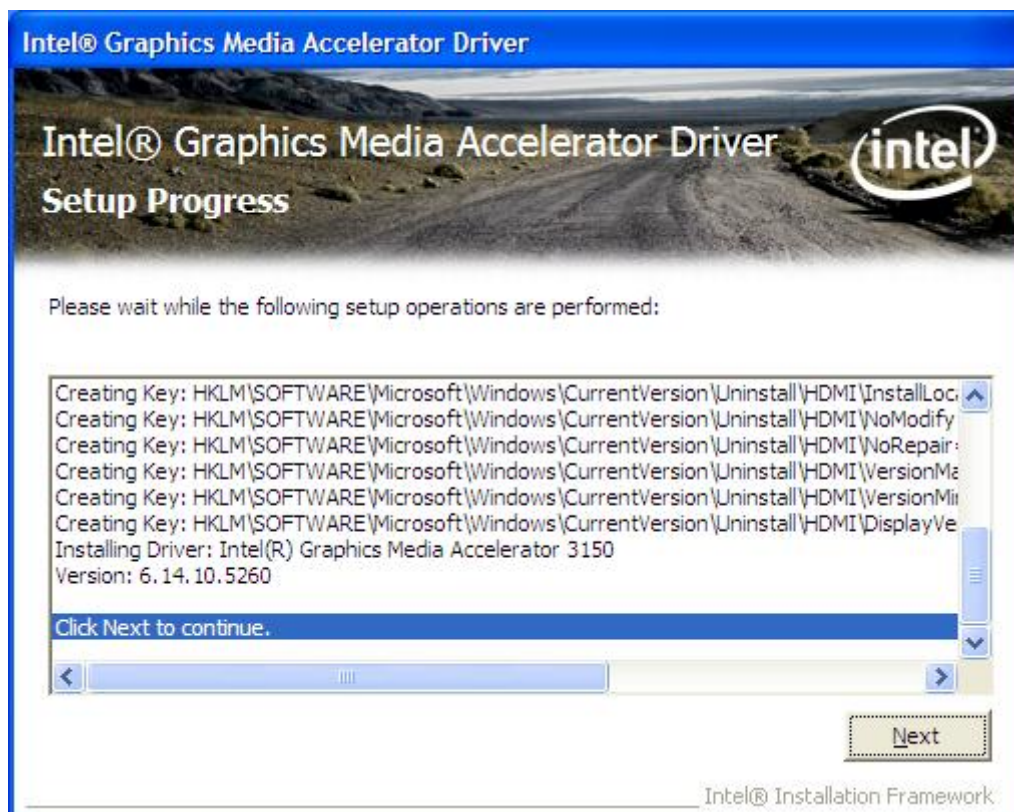 Intel® Graphics Media Accelerator Driver
Intel® Graphics Media Accelerator Driver
intel
Setup Progress
Please wait while the following setup operations are performed:
Creating Key: HKLM\SOFTWARE\Microsoft\Windows\CurrentVersion\Uninstall\HDMI\InstallLoc
Creating Key: HKLM\SOFTWARE\Microsoft\Windows\CurrentVersion\Uninstall\HDMI\NoModify
Creating Key: HKLM\SOFTWARE\Microsoft\Windows\CurrentVersion\Uninstall\HDMI\NoRepair=
Creating Key: HKLM\SOFTWARE\Microsoft\Windows\CurrentVersion\Uninstall\HDMI\VersionMa
Creating Key: HKLM\SOFTWARE\Microsoft\Windows\CurrentVersion\Uninstall\HDMI\VersionMi
Creating Key: HKLM\SOFTWARE\Microsoft\Windows\CurrentVersion\Uninstall\HDMI\DisplayVe
Installing Driver: Intel(R) Graphics Media Accelerator 3150
Version: 6.14.10.5260
Click Next to continue.
Next
Intel® Installation Framework